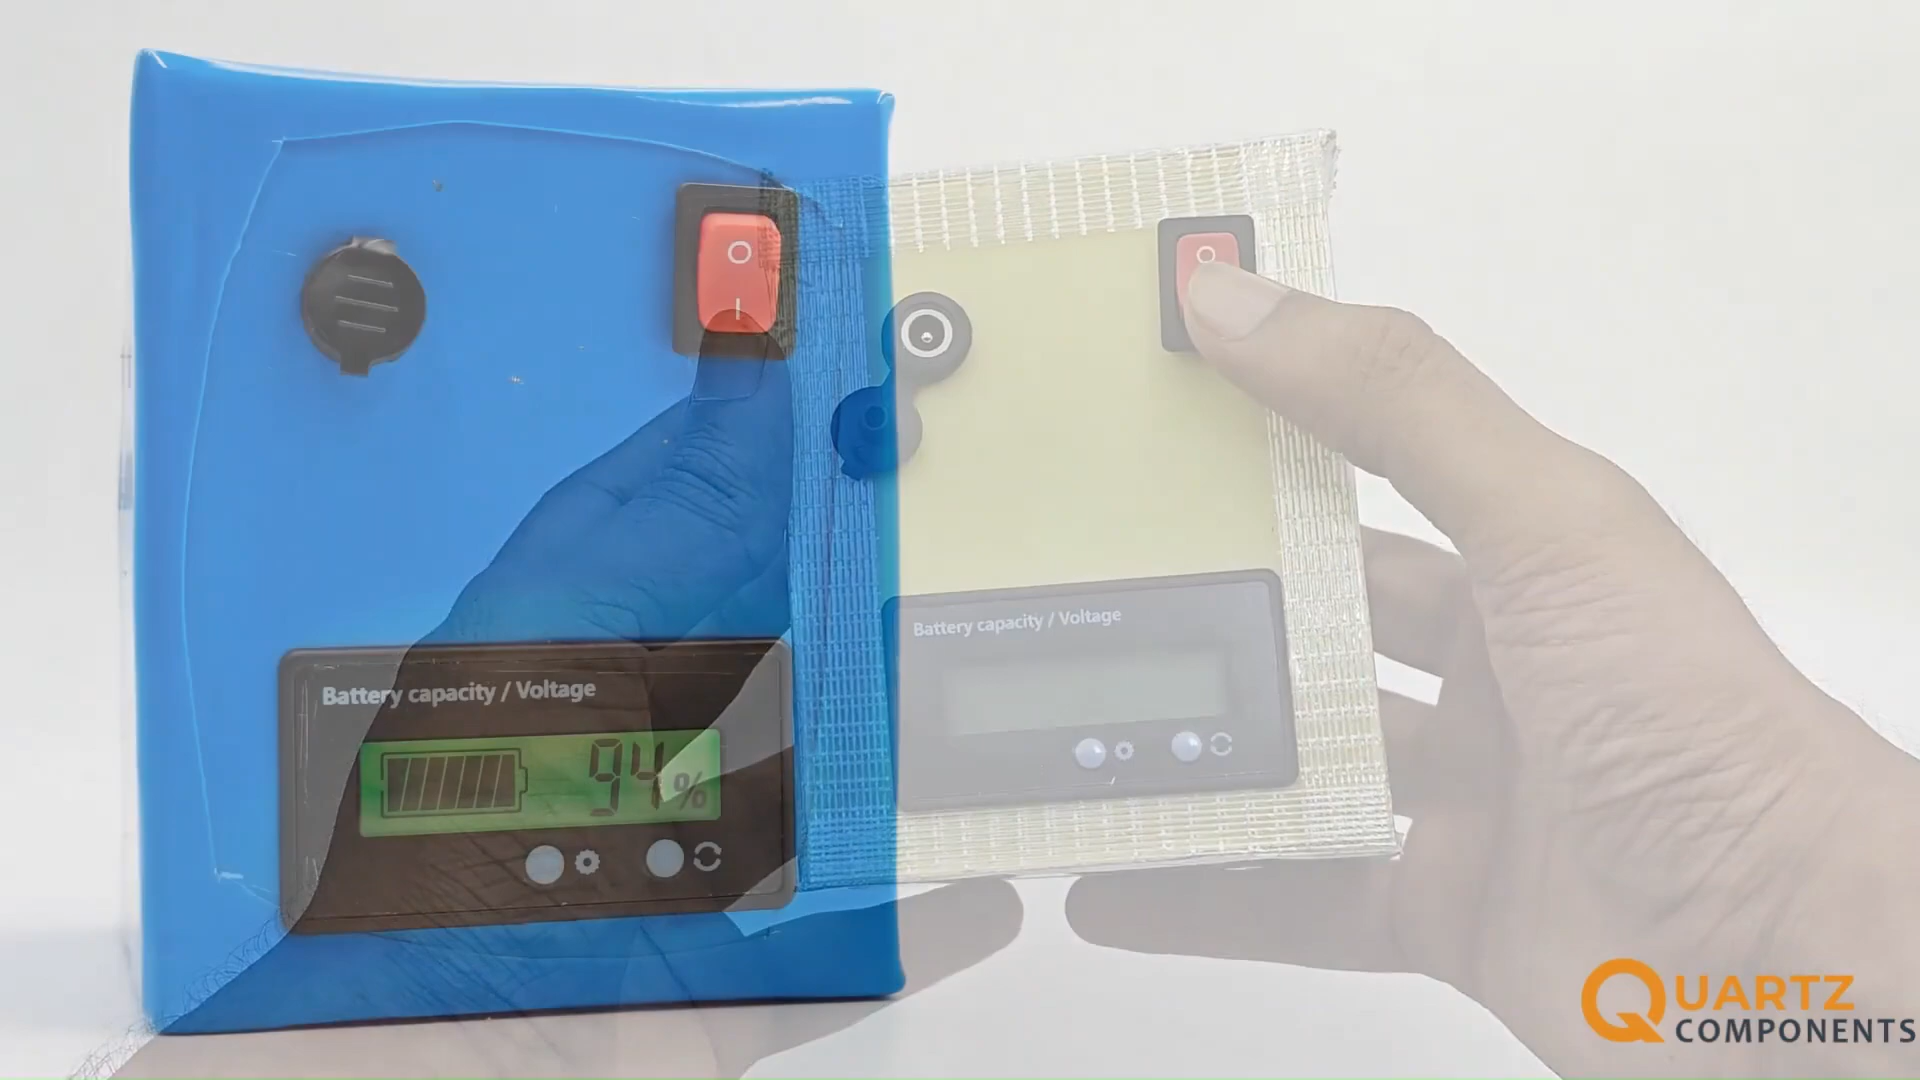 Battery capacity / Voltage
94%
Battery capacity / Voltage
QUARTZ
COMPONENTS